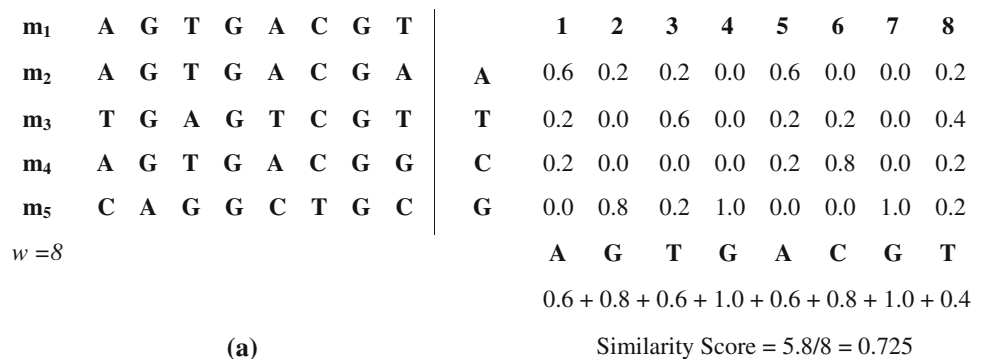 m1 A G T G A C G T 1 2 3 4 5 6 7 8
m2 A G T G A C G A A 0.6 0.2 0.2 0.0 0.6 0.0 0.0 0.2
m3 T G A G T C G T T 0.2 0.0 0.6 0.0 0.2 0.2 0.0 0.4
m4 A G T G A C G G C 0.2 0.0 0.0 0.0 0.2 0.8 0.0 0.2
m5 C A G G C T G C G 0.0 0.8 0.2 1.0 0.0 0.0 1.0 0.2
w =8 A G T G A C G T
0.6 + 0.8 + 0.6 + 1.0 + 0.6 + 0.8 + 1.0 + 0.4
(a) Similarity Score = 5.8/8 = 0.725